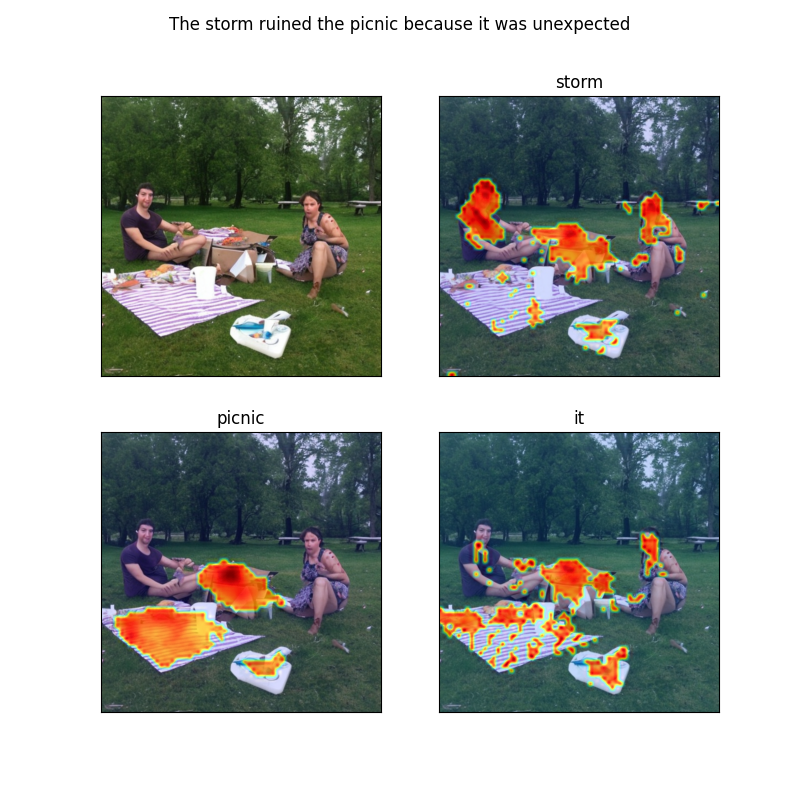 The storm ruined the picnic because it was unexpected
storm
picnic
it